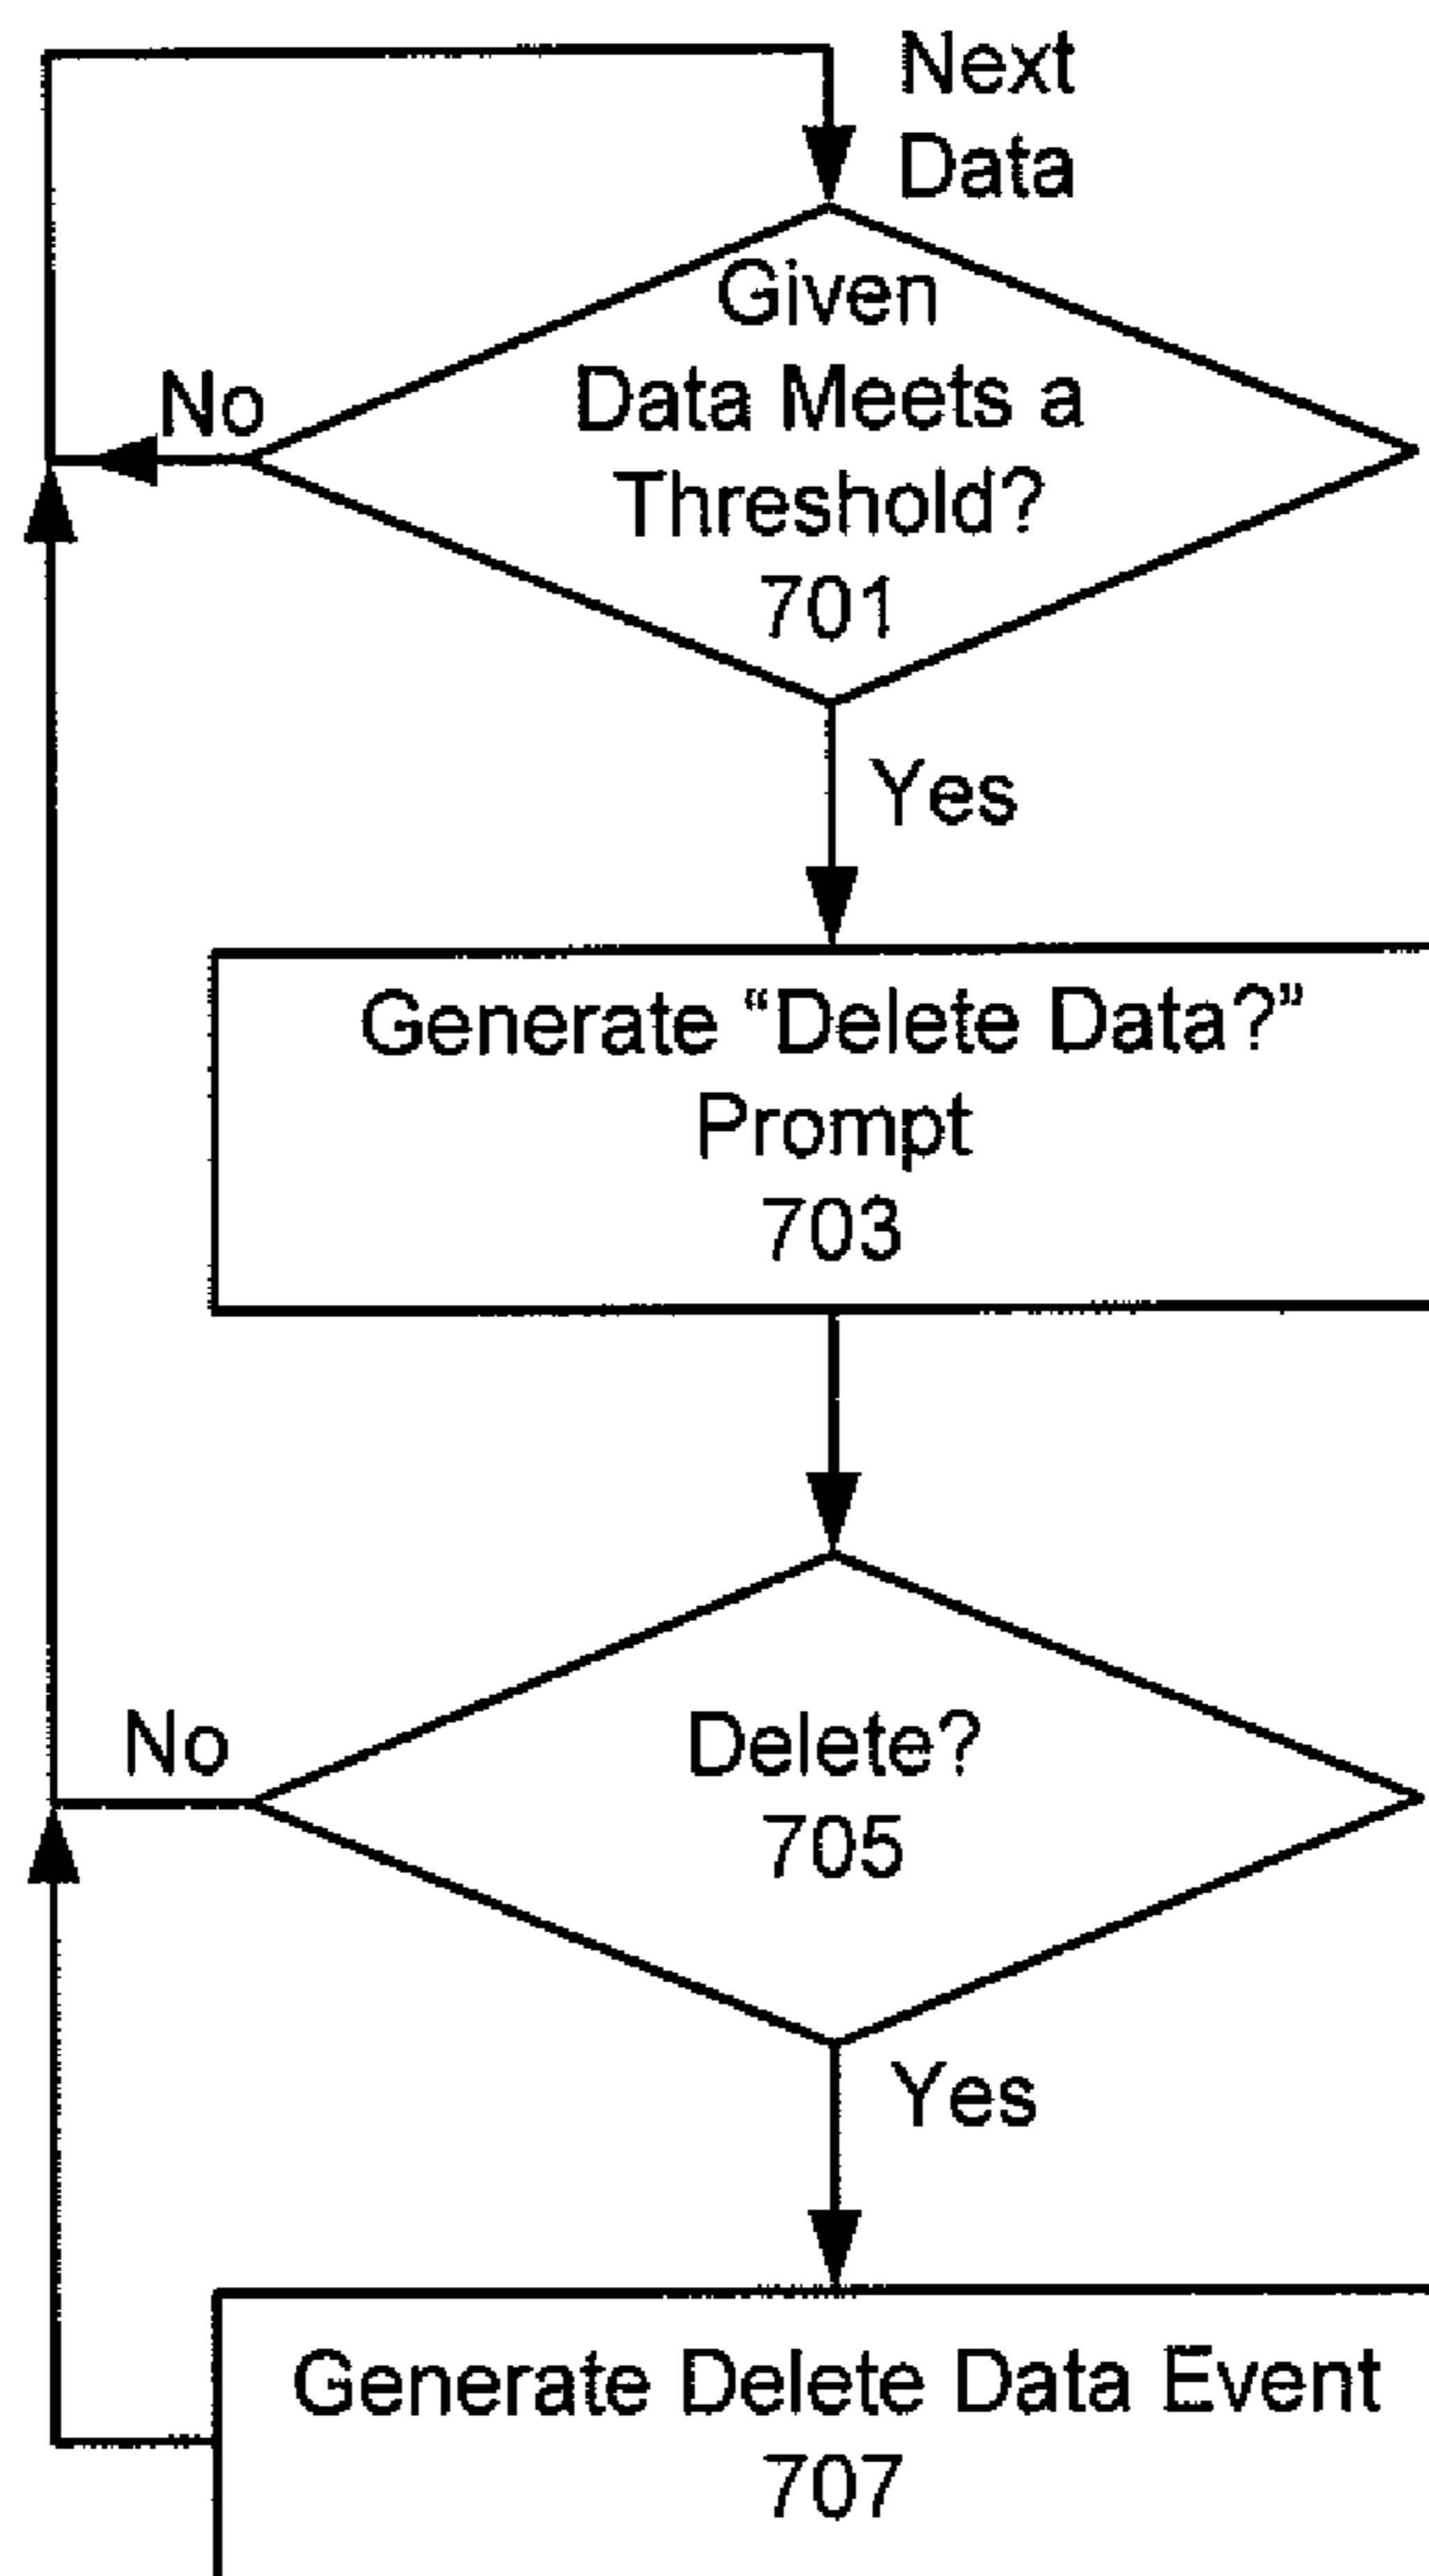 Next
Data
Given
Data Meets a
Threshold?
701
No
Yes
Generate “Delete Data?”
Prompt
703
Delete?
705
No
Yes
Generate Delete Data Event
707